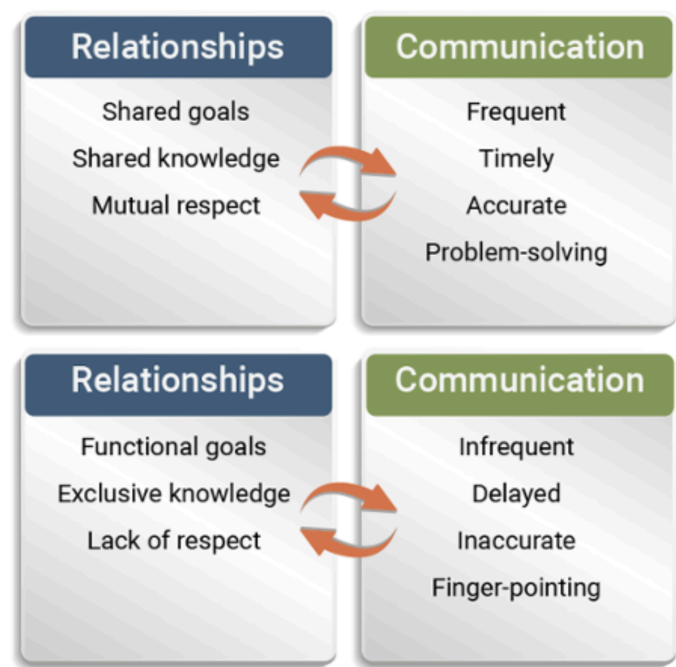 Relationships
Shared goals
Shared knowledge
Mutual respect
Communication
Frequent
Timely
Accurate
Problem-solving
Relationships
Functional goals
Exclusive knowledge
Lack of respect
Communication
Infrequent
Delayed
Inaccurate
Finger-pointing